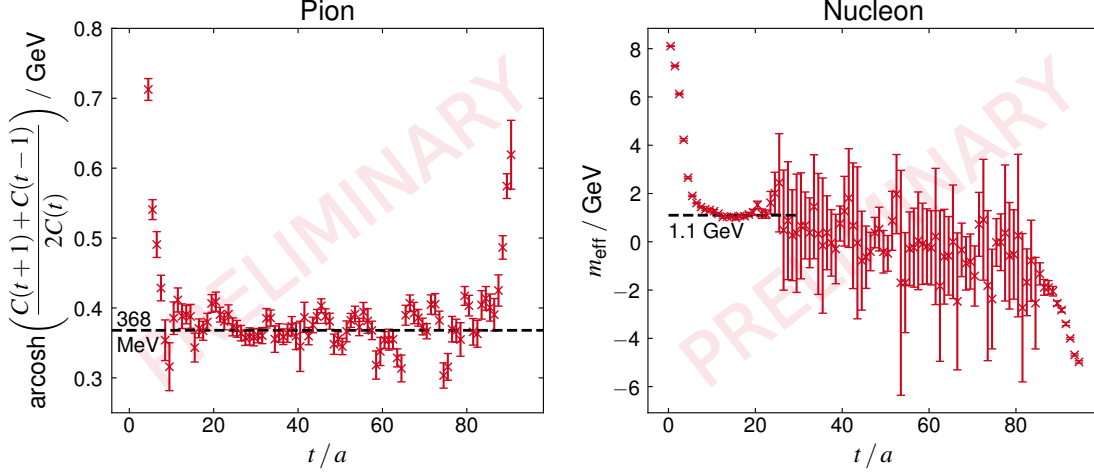 Pion
arcosh ( C(t + 1) + C(t − 1) / 2C(t) ) / GeV
0.8
0.7
0.6
0.5
0.4
0.3
368
MeV
PRELIMINARY
0
20
40
60
80
t / a
Nucleon
m_eff / GeV
8
6
4
2
0
−2
−4
−6
1.1 GeV
PRELIMINARY
0
20
40
60
80
t / a